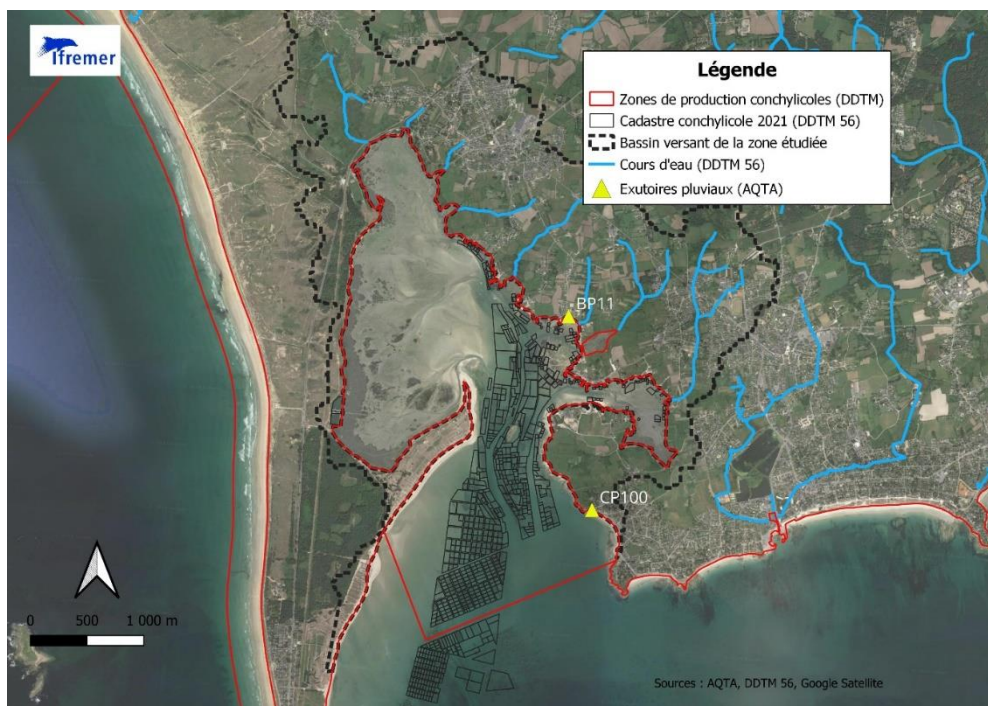 Ifremer
Légende
Zones de production conchylicoles (DDTM)
Cadastre conchylicole 2021 (DDTM 56)
Bassin versant de la zone étudiée
Cours d'eau (DDTM 56)
Exutoires pluviaux (AQTA)
BP11
CP100
0 500 1 000 m
Sources : AQTA, DDTM 56, Google Satellite